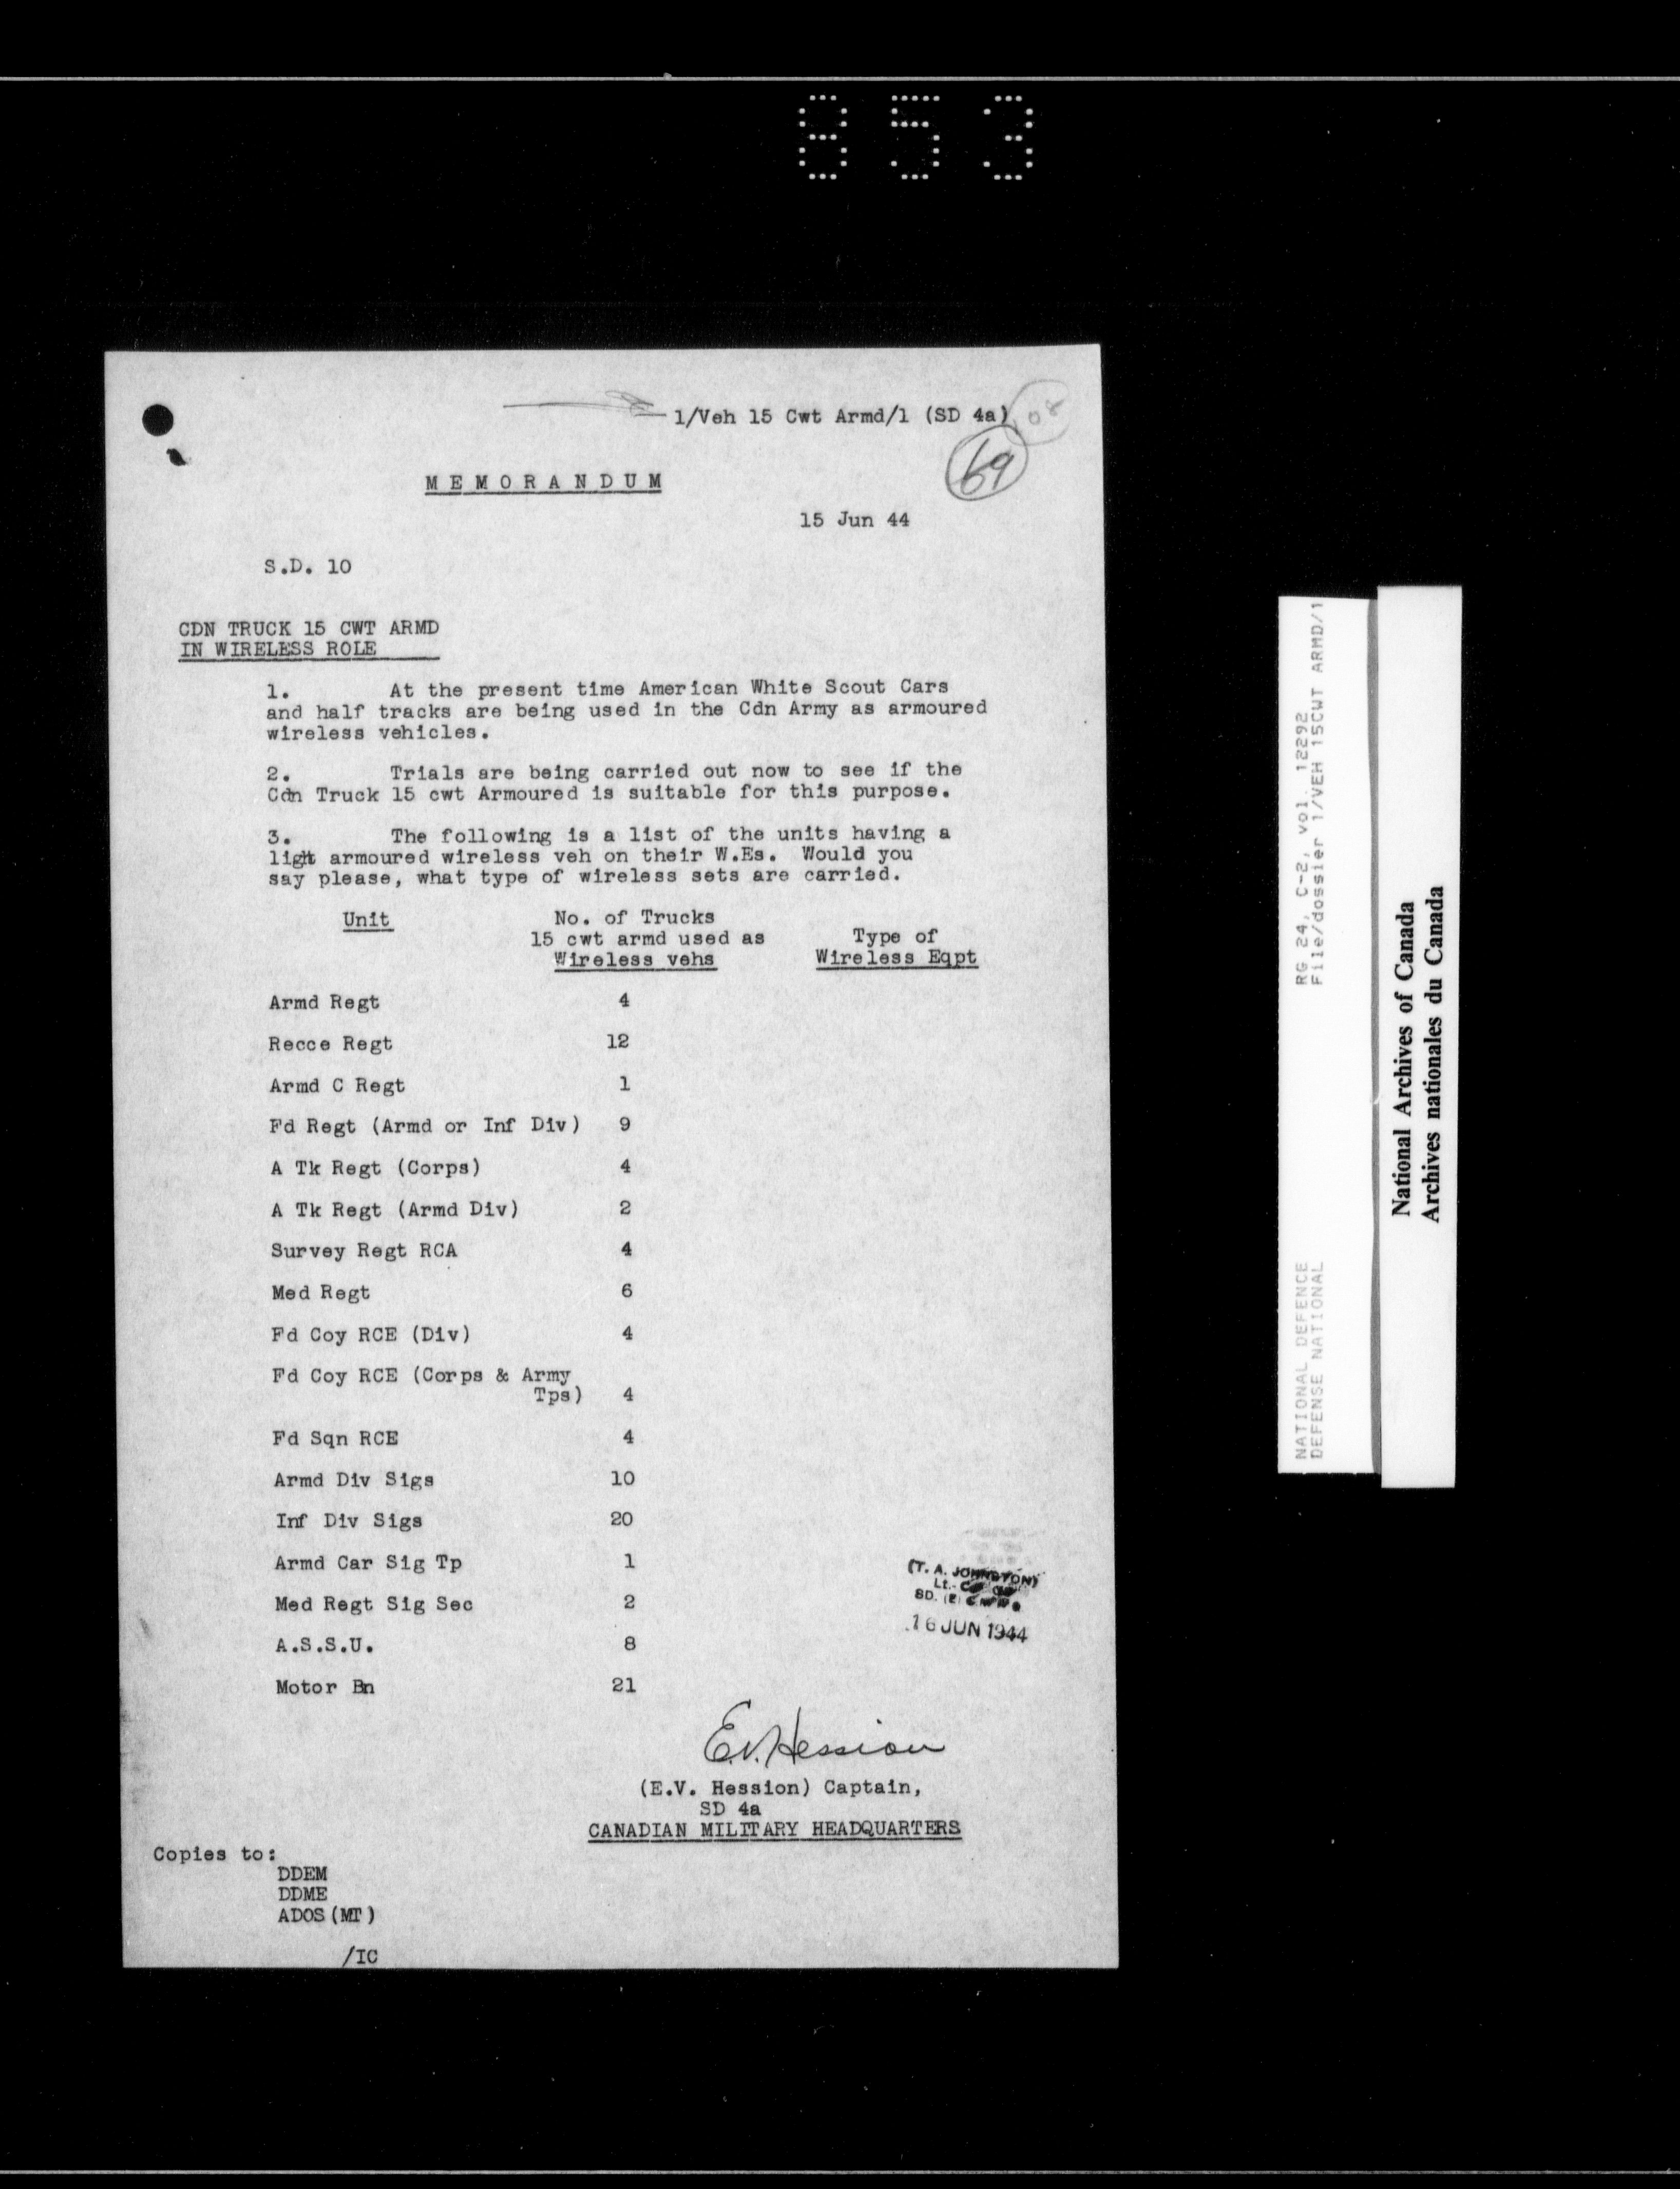 853
1/Veh 15 Cwt Armd/1 (SD 4a)
69
MEMORANDUM
15 Jun 44
S.D. 10
CDN TRUCK 15 CWT ARMD
IN WIRELESS ROLE
1. At the present time American White Scout Cars
and half tracks are being used in the Cdn Army as armoured
wireless vehicles.
2. Trials are being carried out now to see if the
Cdn Truck 15 cwt Armoured is suitable for this purpose.
3. The following is a list of the units having a
light armoured wireless veh on their W.Es. Would you
say please, what type of wireless sets are carried.
Unit No. of Trucks
15 cwt armd used as Type of
Wireless vehs Wireless Eqpt
Armd Regt 4
Recce Regt 12
Armd C Regt 1
Fd Regt (Armd or Inf Div) 9
A Tk Regt (Corps) 4
A Tk Regt (Armd Div) 2
Survey Regt RCA 4
Med Regt 6
Fd Coy RCE (Div) 4
Fd Coy RCE (Corps & Army
Tps) 4
Fd Sqn RCE 4
Armd Div Sigs 10
Inf Div Sigs 20
Armd Car Sig Tp 1
Med Regt Sig Sec 2
A.S.S.U. 8
Motor Bn 21
(T. A. JOHNSTON)
Lt.-
SD.
16 JUN 1944
E.V. Hession
(E.V. Hession) Captain,
SD 4a
CANADIAN MILITARY HEADQUARTERS
Copies to:
DDEM
DDME
ADOS(MT)
/IC
NATIONAL DEFENCE RG 24, C-2, vol. 12292
DEFENSE NATIONAL File/dossier 1/VEH 15CWT ARMD/1
National Archives of Canada
Archives nationales du Canada